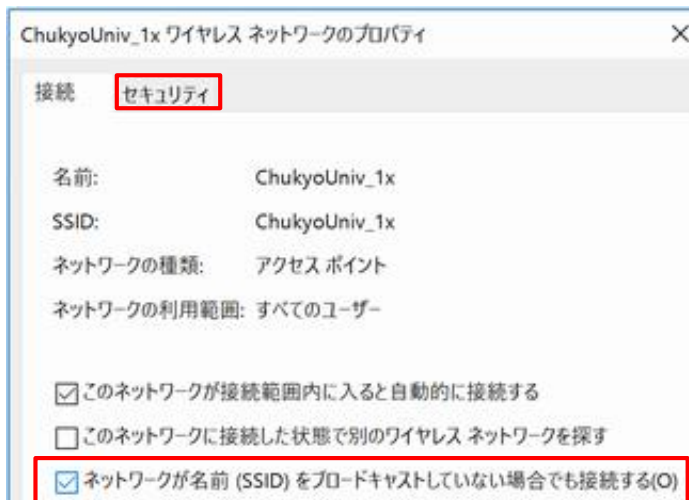 ChukyoUniv_1x ワイヤレス ネットワークのプロパティ
接続 セキュリティ
名前: ChukyoUniv_1x
SSID: ChukyoUniv_1x
ネットワークの種類: アクセス ポイント
ネットワークの利用範囲: すべてのユーザー
このネットワークが接続範囲内に入ると自動的に接続する
このネットワークに接続した状態で別のワイヤレス ネットワークを探す
ネットワークが名前 (SSID) をブロードキャストしていない場合でも接続する(O)